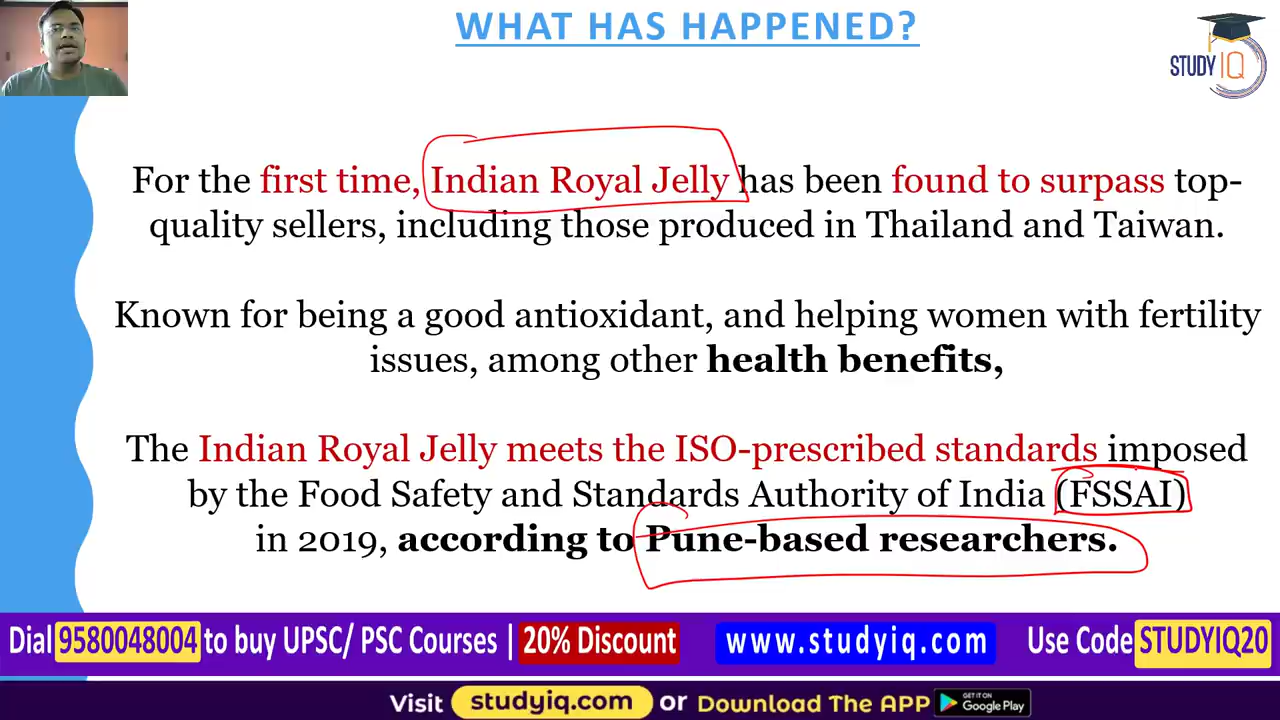 WHAT HAS HAPPENED?
STUDY IQ
For the first time, Indian Royal Jelly has been found to surpass top-
quality sellers, including those produced in Thailand and Taiwan.
Known for being a good antioxidant, and helping women with fertility
issues, among other health benefits,
The Indian Royal Jelly meets the ISO-prescribed standards imposed
by the Food Safety and Standards Authority of India (FSSAI)
in 2019, according to Pune-based researchers.
Dial 9580048004 to buy UPSC/ PSC Courses | 20% Discount www.studyiq.com Use Code STUDYIQ20
Visit studyiq.com or Download The APP GET IT ON Google Play